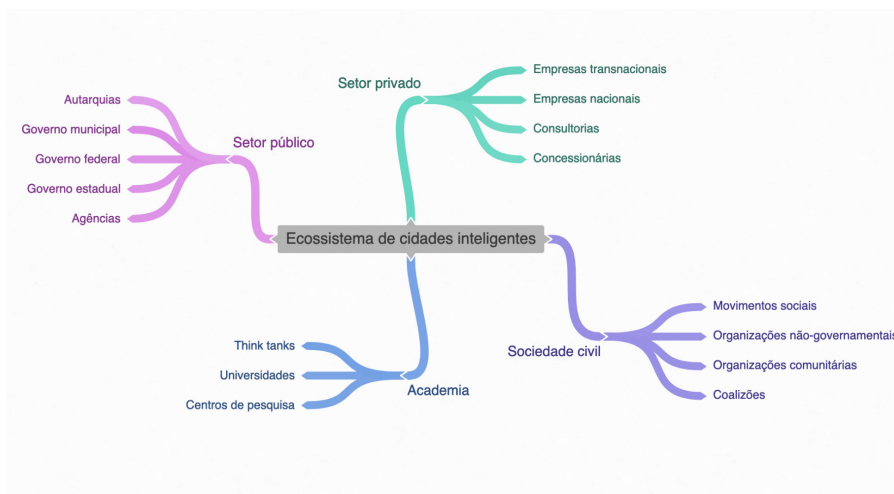 Setor privado
Empresas transnacionais
Empresas nacionais
Consultorias
Concessionárias
Setor público
Autarquias
Governo municipal
Governo federal
Governo estadual
Agências
Ecossistema de cidades inteligentes
Sociedade civil
Movimentos sociais
Organizações não-governamentais
Organizações comunitárias
Coalizões
Academia
Think tanks
Universidades
Centros de pesquisa